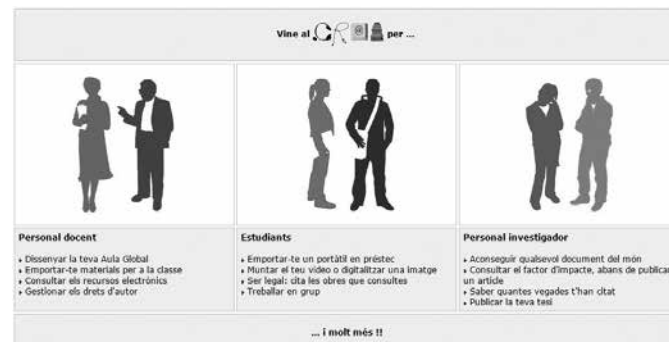 Vine al CRAI per ...
Personal docent
Dissenyar la teva Aula Global
Emportar-te materials per a la classe
Consultar els recursos electrònics
Gestionar els drets d'autor
Estudiants
Emportar-te un portàtil en préstec
Muntar el teu video o digitalitzar una imatge
Ser legal: cita les obres que consultes
Treballar en grup
Personal investigador
Aconseguir qualsevol document del món
Consultar el factor d'impacte, abans de publicar
un article
Saber quantes vegades t'han citat
Publicar la teva tesi
... i molt més !!